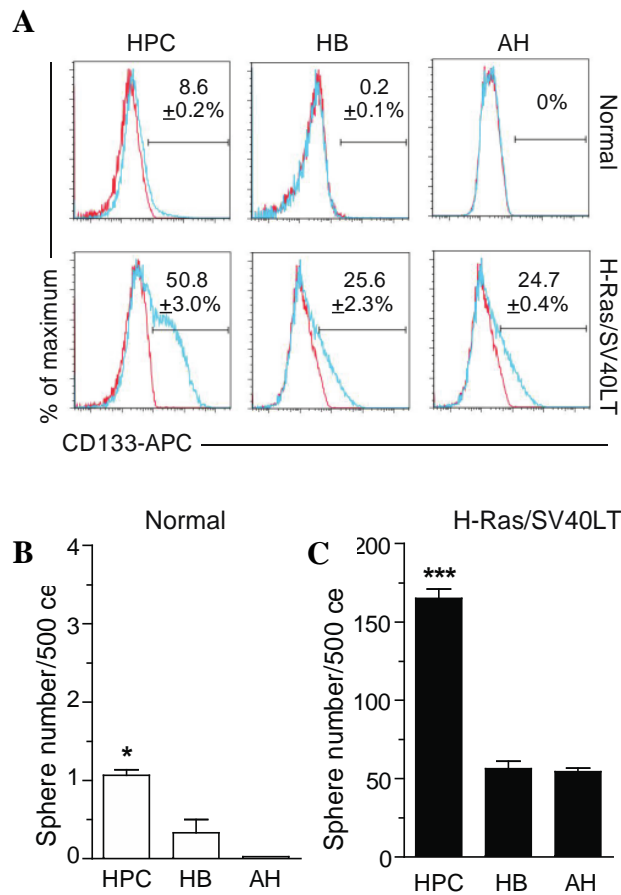 A
HPC HB AH
8.6
±0.2%
0.2
±0.1%
0%
Normal
50.8
±3.0%
25.6
±2.3%
24.7
±0.4%
H-Ras/SV40LT
% of maximum
CD133-APC
B
Normal
Sphere number/500 ce
4
3
2
1
0
*
HPC HB AH
C
H-Ras/SV40LT
Sphere number/500 ce
200
150
100
50
0
***
HPC HB AH